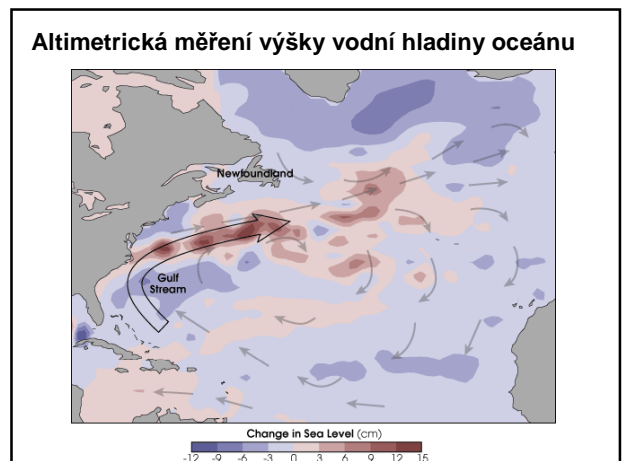 Altimetrická měření výšky vodní hladiny oceánu
Newfoundland
Gulf
Stream
Change in Sea Level (cm)
-12 -9 -6 -3 0 3 6 9 12 15